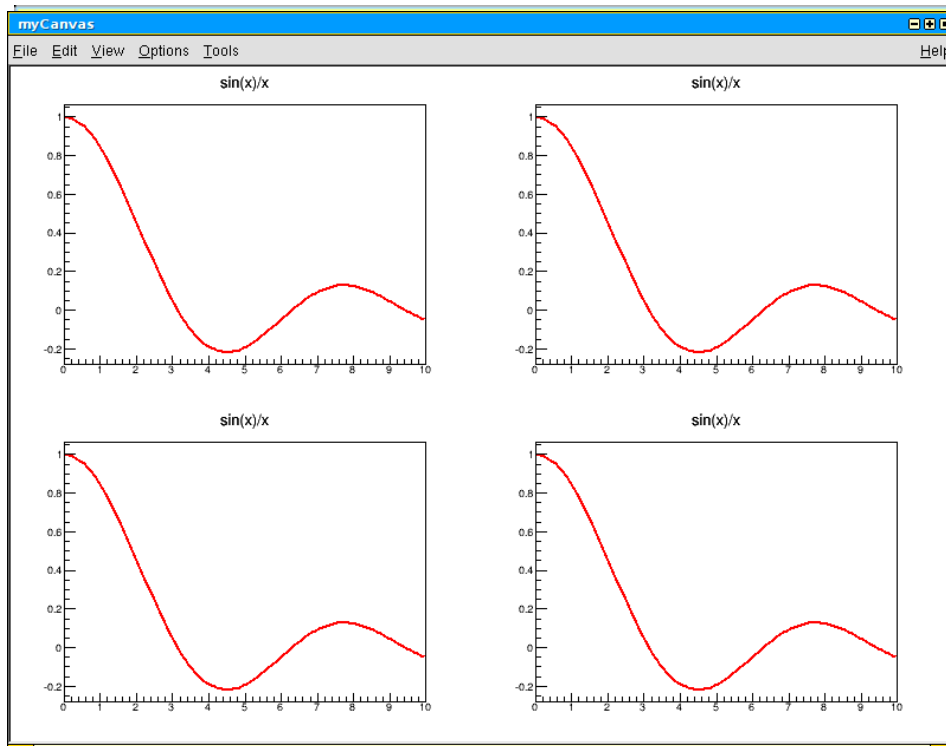 myCanvas
File Edit View Options Tools Help
sin(x)/x sin(x)/x
1 1
0.8 0.8
0.6 0.6
0.4 0.4
0.2 0.2
0 0
-0.2 -0.2
0 1 2 3 4 5 6 7 8 9 10 0 1 2 3 4 5 6 7 8 9 10
sin(x)/x sin(x)/x
1 1
0.8 0.8
0.6 0.6
0.4 0.4
0.2 0.2
0 0
-0.2 -0.2
0 1 2 3 4 5 6 7 8 9 10 0 1 2 3 4 5 6 7 8 9 10